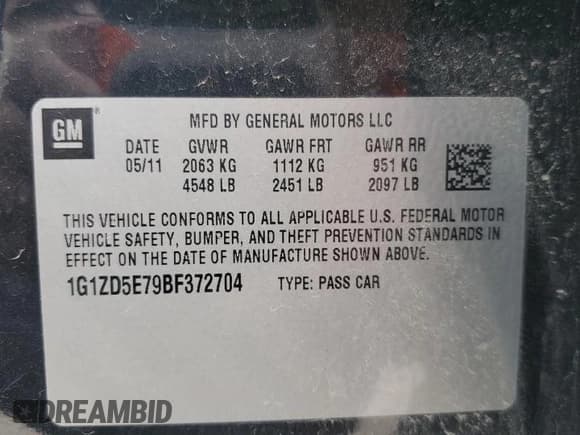 GM ®
MFD BY GENERAL MOTORS LLC
DATE GVWR GAWR FRT GAWR RR
05/11 2063 KG 1112 KG 951 KG
4548 LB 2451 LB 2097 LB
THIS VEHICLE CONFORMS TO ALL APPLICABLE U.S. FEDERAL MOTOR
VEHICLE SAFETY, BUMPER, AND THEFT PREVENTION STANDARDS IN
EFFECT ON THE DATE OF MANUFACTURE SHOWN ABOVE.
1G1ZD5E79BF372704 TYPE: PASS CAR
DREAMBID